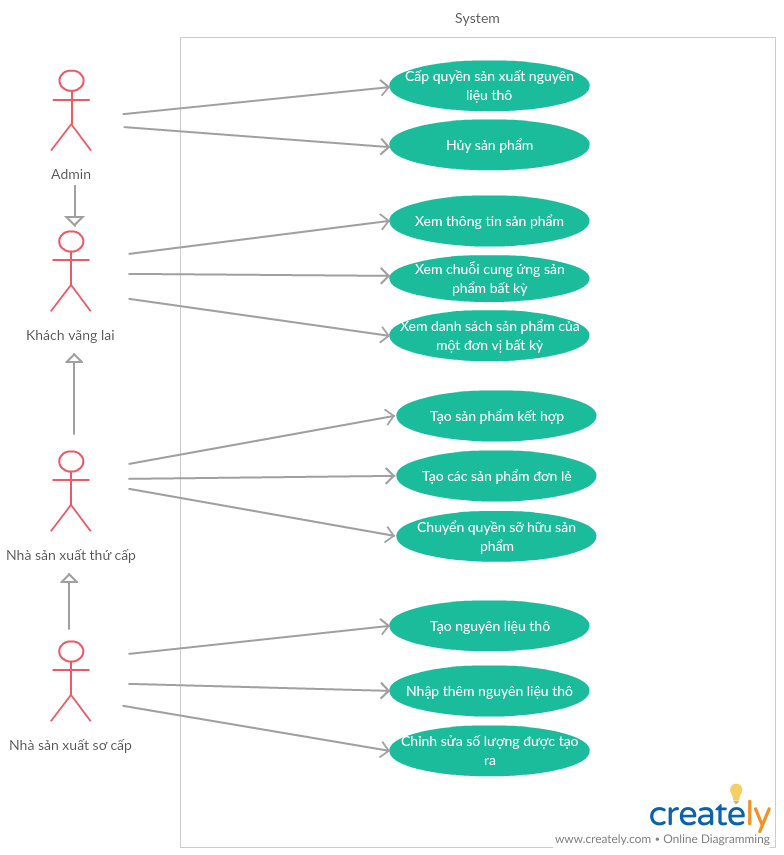 System
Admin
Cấp quyền sản xuất nguyên
liệu thô
Hủy sản phẩm
Khách vãng lai
Xem thông tin sản phẩm
Xem chuỗi cung ứng sản
phẩm bất kỳ
Xem danh sách sản phẩm của
một đơn vị bất kỳ
Nhà sản xuất thứ cấp
Tạo sản phẩm kết hợp
Tạo các sản phẩm đơn lẻ
Chuyển quyền sỡ hữu sản
phẩm
Nhà sản xuất sơ cấp
Tạo nguyên liệu thô
Nhập thêm nguyên liệu thô
Chỉnh sửa số lượng được tạo
ra
creately
www.creately.com • Online Diagramming